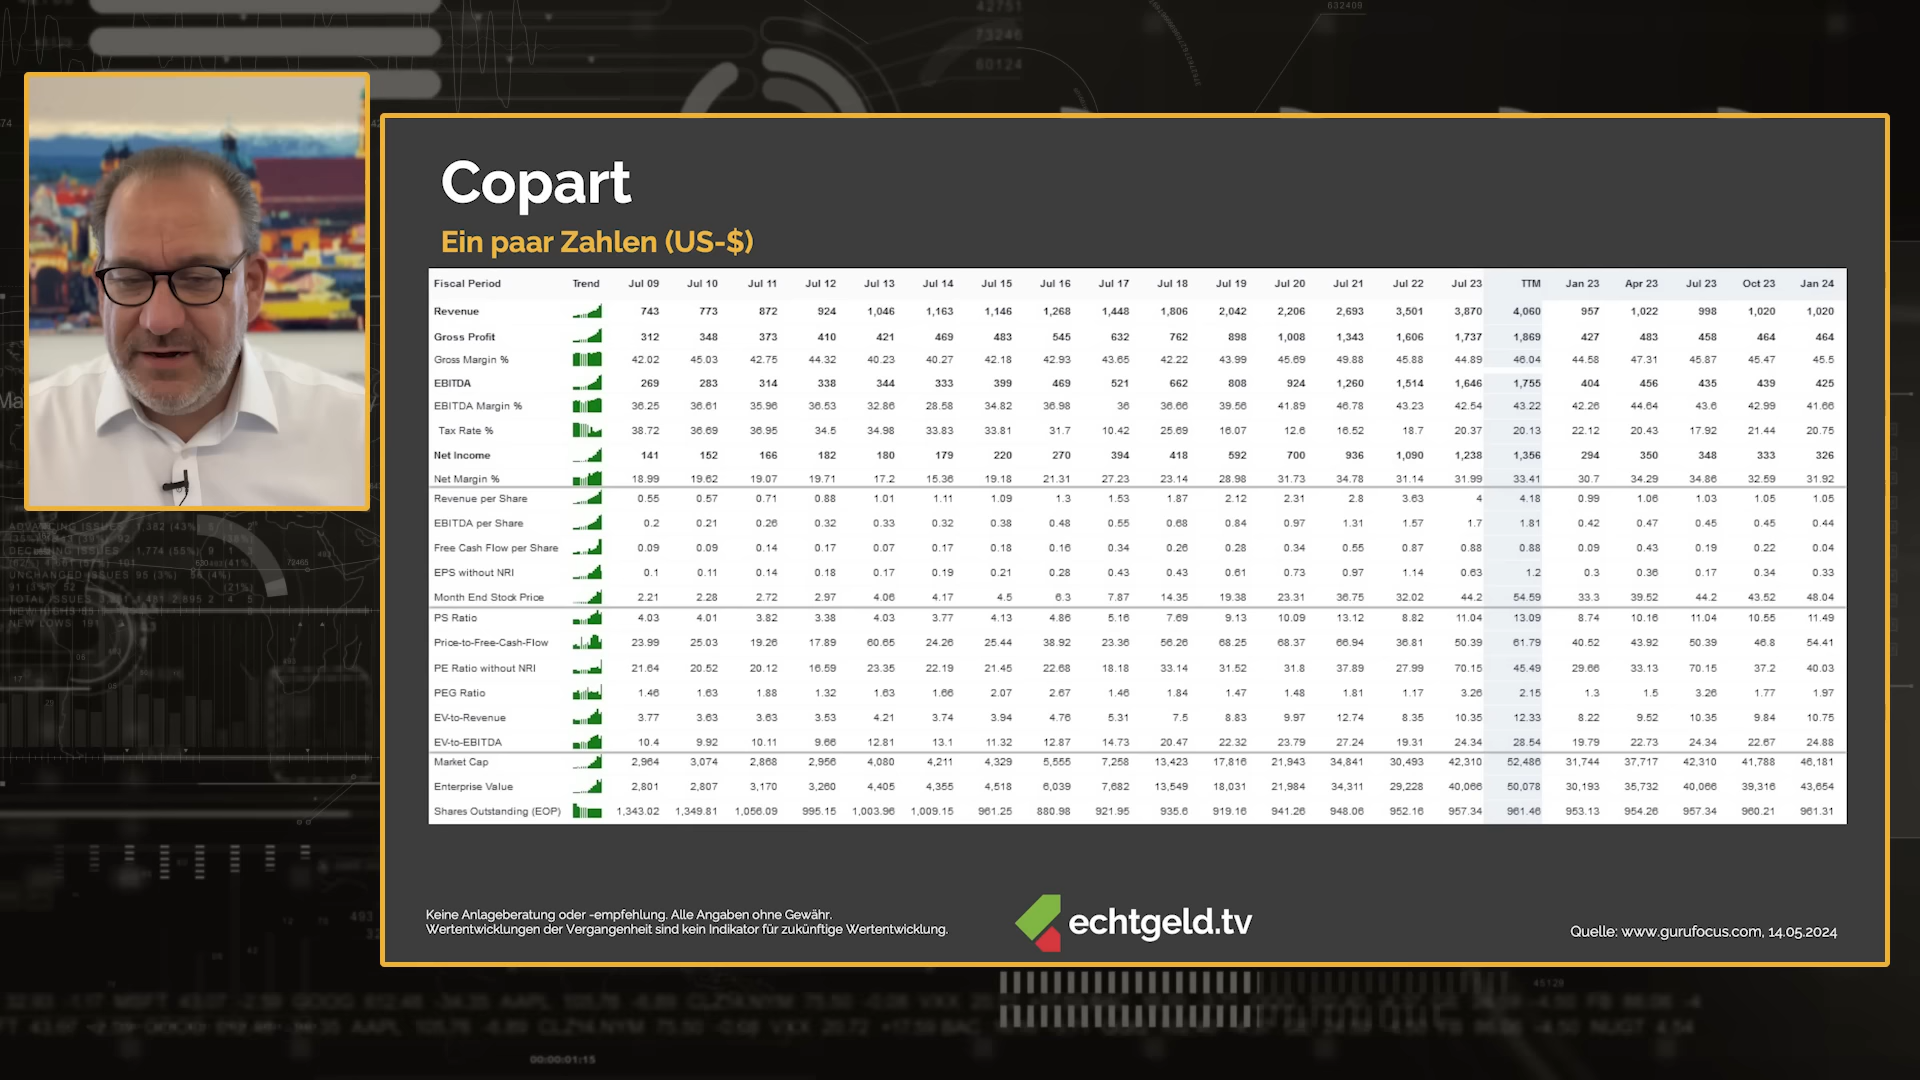 Copart
Ein paar Zahlen (US-$)
Fiscal Period Trend Jul 09 Jul 10 Jul 11 Jul 12 Jul 13 Jul 14 Jul 15 Jul 16 Jul 17 Jul 18 Jul 19 Jul 20 Jul 21 Jul 22 Jul 23 TTM Jan 23 Apr 23 Jul 23 Oct 23 Jan 24
Revenue 743 773 872 924 1,046 1,163 1,146 1,268 1,448 1,806 2,042 2,206 2,693 3,501 3,870 4,060 957 1,022 998 1,020 1,020
Gross Profit 312 348 373 410 421 469 483 545 632 762 898 1,008 1,343 1,606 1,737 1,869 427 483 458 464 464
Gross Margin % 42.02 45.03 42.75 44.32 40.23 40.27 42.18 42.93 43.65 42.22 43.99 45.69 49.88 45.88 44.89 46.04 44.58 47.31 45.87 45.47 45.5
EBITDA 269 283 314 338 344 333 399 469 521 662 808 924 1,260 1,514 1,646 1,755 404 456 435 439 425
EBITDA Margin % 36.25 36.61 35.96 36.53 32.86 28.58 34.82 36.98 36 36.66 39.56 41.89 46.78 43.23 42.54 43.22 42.26 44.64 43.6 42.99 41.66
Tax Rate % 38.72 36.69 36.95 34.5 34.98 33.83 33.81 31.7 10.42 25.69 16.07 12.6 16.52 18.7 20.37 20.13 22.12 20.43 17.92 21.44 20.75
Net Income 141 152 166 182 180 179 220 270 394 418 592 700 936 1,090 1,238 1,356 294 350 348 333 326
Net Margin % 18.99 19.62 19.07 19.71 17.2 15.36 19.18 21.31 27.23 23.14 28.98 31.73 34.78 31.14 31.99 33.41 30.7 34.29 34.86 32.59 31.92
Revenue per Share 0.55 0.57 0.71 0.88 1.01 1.11 1.09 1.3 1.53 1.87 2.12 2.31 2.8 3.63 4 4.18 0.99 1.06 1.03 1.05 1.05
EBITDA per Share 0.2 0.21 0.26 0.32 0.33 0.32 0.38 0.48 0.55 0.68 0.84 0.97 1.31 1.57 1.7 1.81 0.42 0.47 0.45 0.45 0.44
Free Cash Flow per Share 0.09 0.09 0.14 0.17 0.07 0.17 0.18 0.16 0.34 0.26 0.28 0.34 0.55 0.87 0.88 0.88 0.09 0.43 0.19 0.22 0.04
EPS without NRI 0.1 0.11 0.14 0.18 0.17 0.19 0.21 0.28 0.43 0.43 0.61 0.73 0.97 1.14 0.63 1.2 0.3 0.36 0.17 0.34 0.33
Month End Stock Price 2.21 2.28 2.72 2.97 4.06 4.17 4.5 6.3 7.87 14.35 19.38 23.31 36.75 32.02 44.2 54.59 33.3 39.52 44.2 43.52 48.04
PS Ratio 4.03 4.01 3.82 3.38 4.03 3.77 4.13 4.86 5.16 7.69 9.13 10.09 13.12 8.82 11.04 13.09 8.74 10.16 11.04 10.55 11.49
Price-to-Free-Cash-Flow 23.99 25.03 19.26 17.89 60.65 24.26 25.44 38.92 23.36 56.26 68.25 68.37 66.94 36.81 50.39 61.79 40.52 43.92 50.39 46.8 54.41
PE Ratio without NRI 21.64 20.52 20.12 16.59 23.35 22.19 21.45 22.68 18.18 33.14 31.52 31.8 37.89 27.99 70.15 45.49 29.66 33.13 70.15 37.2 40.03
PEG Ratio 1.46 1.63 1.88 1.32 1.63 1.66 2.07 2.67 1.46 1.84 1.47 1.48 1.81 1.17 3.26 2.15 1.3 1.5 3.26 1.77 1.97
EV-to-Revenue 3.77 3.63 3.63 3.53 4.21 3.74 3.94 4.76 5.31 7.5 8.83 9.97 12.74 8.35 10.35 12.33 8.22 9.52 10.35 9.84 10.75
EV-to-EBITDA 10.4 9.92 10.11 9.66 12.81 13.1 11.32 12.87 14.73 20.47 22.32 23.79 27.24 19.31 24.34 28.54 19.79 22.73 24.34 22.67 24.88
Market Cap 2,964 3,074 2,868 2,956 4,080 4,211 4,329 5,555 7,258 13,423 17,816 21,943 34,841 30,493 42,310 52,486 31,744 37,717 42,310 41,788 46,181
Enterprise Value 2,801 2,807 3,170 3,260 4,405 4,355 4,518 6,039 7,682 13,549 18,031 21,984 34,311 29,228 40,066 50,078 30,193 35,732 40,066 39,316 43,654
Shares Outstanding (EOP) 1,343.02 1,349.81 1,056.09 995.15 1,003.96 1,009.15 961.25 880.98 921.95 935.6 919.16 941.26 948.06 952.16 957.34 961.46 953.13 954.26 957.34 960.21 961.31
Keine Anlageberatung oder -empfehlung. Alle Angaben ohne Gewähr.
Wertentwicklungen der Vergangenheit sind kein Indikator für zukünftige Wertentwicklung.
echtgeld.tv
Quelle: www.gurufocus.com, 14.05.2024
42751
73246
60124
632408
45129
00:00:01:15